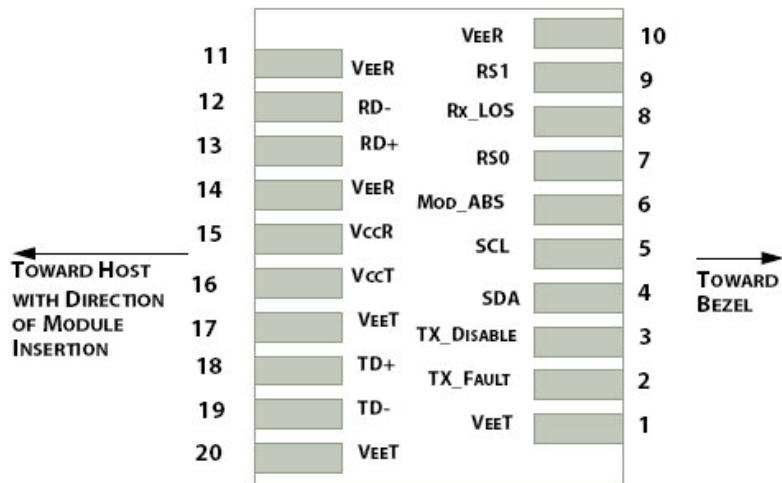 VEER 10
11 VEER
RS1 9
12 RD-
Rx_LOS 8
13 RD+
RS0 7
14 VEER
MOD_ABS 6
15 VCCR
SCL 5
TOWARD HOST
WITH DIRECTION
OF MODULE
INSERTION
TOWARD
BEZEL
16 VCCT
SDA 4
17 VEET
TX_DISABLE 3
18 TD+
TX_FAULT 2
19 TD-
VEET 1
20 VEET